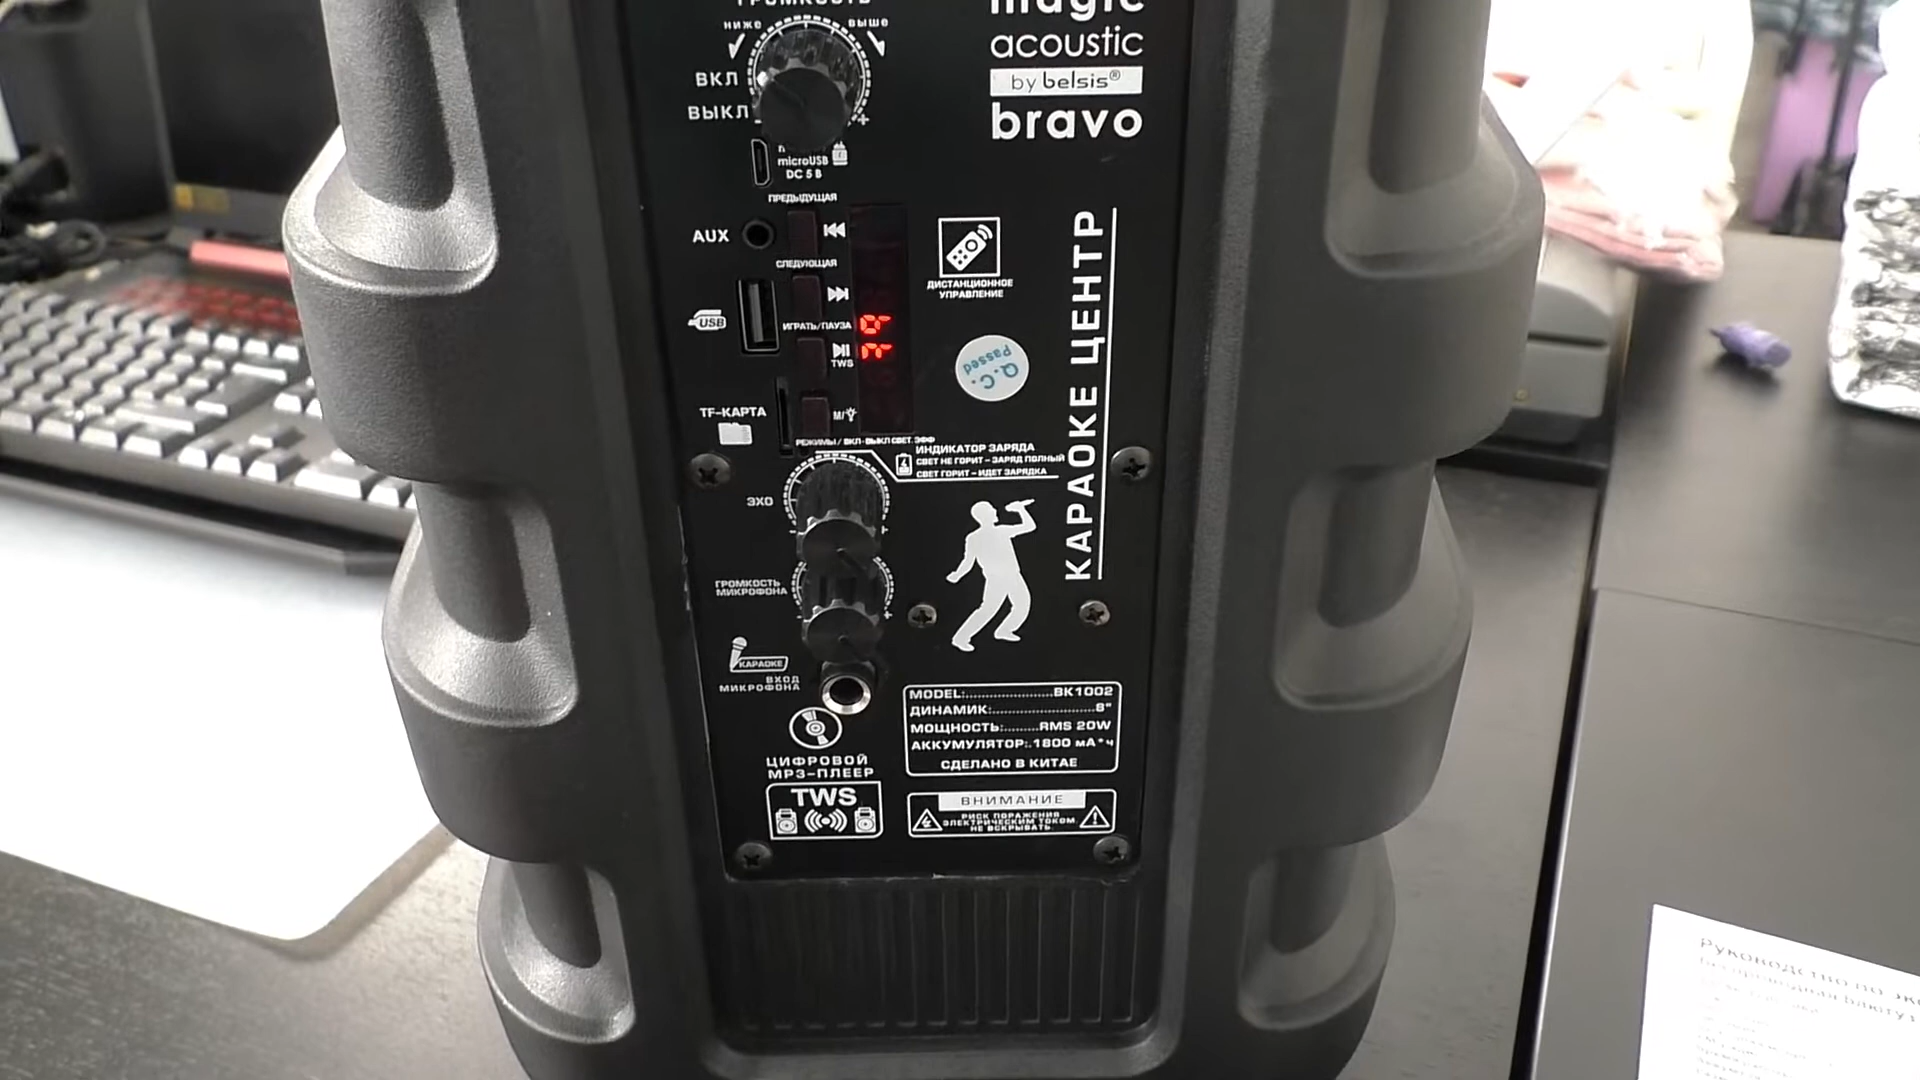 ГРОМКОСТЬ
ниже
выше
ВКЛ
ВЫКЛ
- +
magic
acoustic
by belsis®
bravo
microUSB
DC 5 В
ПРЕДЫДУЩАЯ
AUX
СЛЕДУЮЩАЯ
USB
ИГРАТЬ/ПАУЗА
TWS
TF-КАРТА
M/
РЕЖИМЫ / ВКЛ-ВЫКЛ СВЕТ. ЭФФ
ДИСТАНЦИОННОЕ
УПРАВЛЕНИЕ
Q.C.
Passed
КАРАОКЕ ЦЕНТР
ИНДИКАТОР ЗАРЯДА
СВЕТ НЕ ГОРИТ – ЗАРЯД ПОЛНЫЙ
СВЕТ ГОРИТ – ИДЕТ ЗАРЯДКА
ЭХО
ГРОМКОСТЬ
МИКРОФОНА
КАРАОКЕ
ВХОД
МИКРОФОНА
ЦИФРОВОЙ
MP3-ПЛЕЕР
TWS
MODEL:......................BK1002
ДИНАМИК:..........................8"
МОЩНОСТЬ:.........RMS 20W
АККУМУЛЯТОР:.1800 мА*ч
СДЕЛАНО В КИТАЕ
ВНИМАНИЕ
РИСК ПОРАЖЕНИЯ
ЭЛЕКТРИЧЕСКИМ ТОКОМ.
НЕ ВСКРЫВАТЬ.
Руководство по